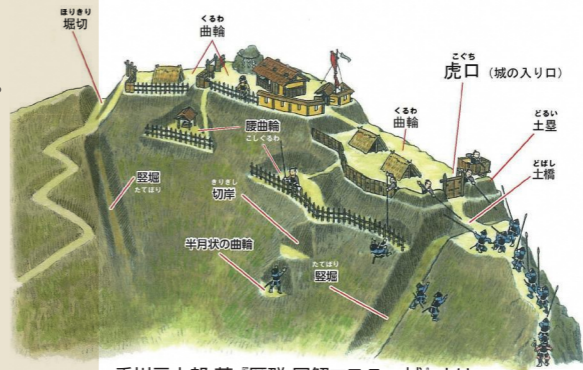 ほりきり
堀切
くるわ
曲輪
こぐち
虎口(城の入り口)
くるわ
曲輪
どるい
土塁
どばし
土橋
腰曲輪
こしぐるわ
竪堀
たてぼり
きりぎし
切岸
半月状の曲輪
たてぼり
竪堀